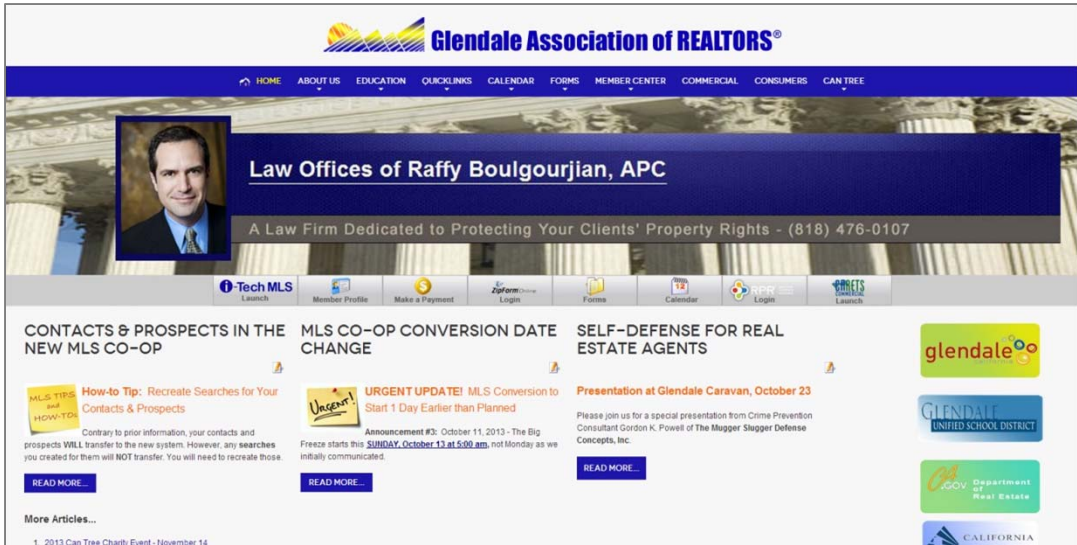 Glendale Association of REALTORS®
HOME ABOUT US EDUCATION QUICKLINKS CALENDAR FORMS MEMBER CENTER COMMERCIAL CONSUMERS CAN TREE
Law Offices of Raffy Boulgourjian, APC
A Law Firm Dedicated to Protecting Your Clients' Property Rights - (818) 476-0107
i-Tech MLS
Launch
Member Profile
Make a Payment
ZipForm
Login
Forms
12
Calendar
RPR
Login
CARETS
COMMERCIAL
Launch
CONTACTS & PROSPECTS IN THE
NEW MLS CO-OP
MLS TIPS
and
HOW-TOs
How-to Tip: Recreate Searches for Your
Contacts & Prospects
Contrary to prior information, your contacts and
prospects WILL transfer to the new system. However, any searches
you created for them will NOT transfer. You will need to recreate those.
READ MORE...
MLS CO-OP CONVERSION DATE
CHANGE
Urgent!
URGENT UPDATE! MLS Conversion to
Start 1 Day Earlier than Planned
Announcement #3: October 11, 2013 - The Big
Freeze starts this SUNDAY, October 13 at 5:00 am, not Monday as we
initially communicated.
READ MORE...
SELF-DEFENSE FOR REAL
ESTATE AGENTS
Presentation at Glendale Caravan, October 23
Please join us for a special presentation from Crime Prevention
Consultant Gordon K. Powell of The Mugger Slugger Defense
Concepts, Inc.
READ MORE...
glendale
GLENDALE
UNIFIED SCHOOL DISTRICT
CA
.GOV Department
of
Real Estate
CALIFORNIA
More Articles...
1. 2013 Can Tree Charity Event - November 14